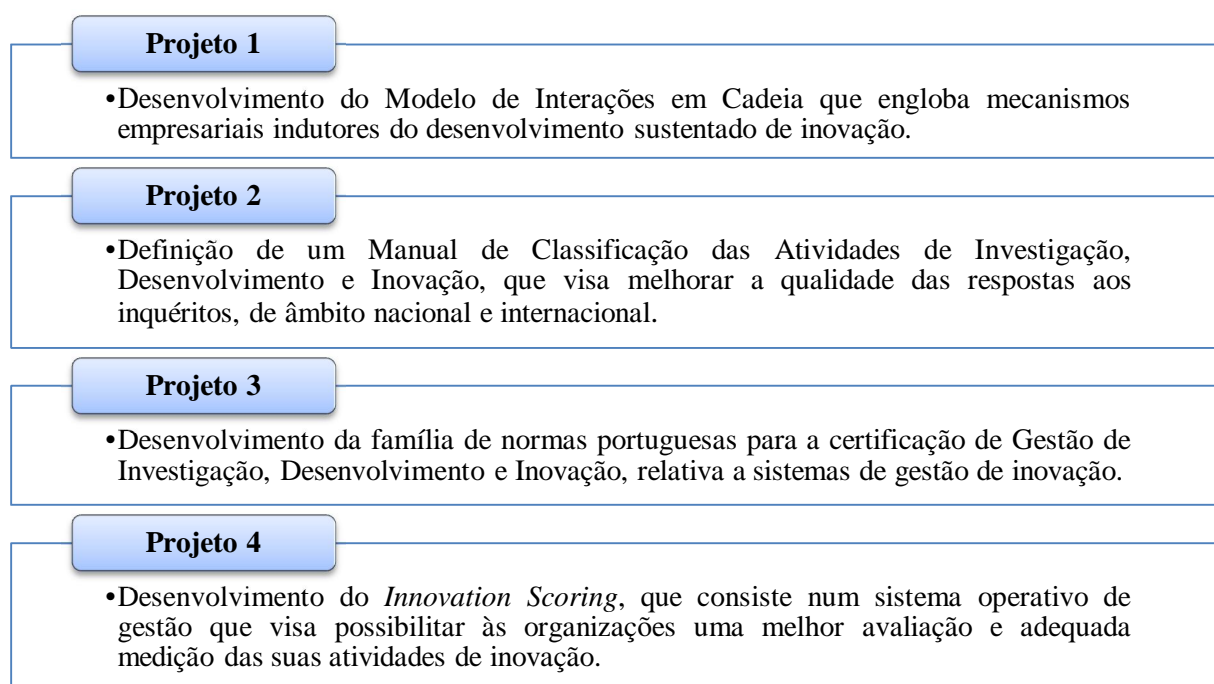 Projeto 1
•Desenvolvimento do Modelo de Interações em Cadeia que engloba mecanismos
empresariais indutores do desenvolvimento sustentado de inovação.
Projeto 2
•Definição de um Manual de Classificação das Atividades de Investigação,
Desenvolvimento e Inovação, que visa melhorar a qualidade das respostas aos
inquéritos, de âmbito nacional e internacional.
Projeto 3
•Desenvolvimento da família de normas portuguesas para a certificação de Gestão de
Investigação, Desenvolvimento e Inovação, relativa a sistemas de gestão de inovação.
Projeto 4
•Desenvolvimento do Innovation Scoring, que consiste num sistema operativo de
gestão que visa possibilitar às organizações uma melhor avaliação e adequada
medição das suas atividades de inovação.